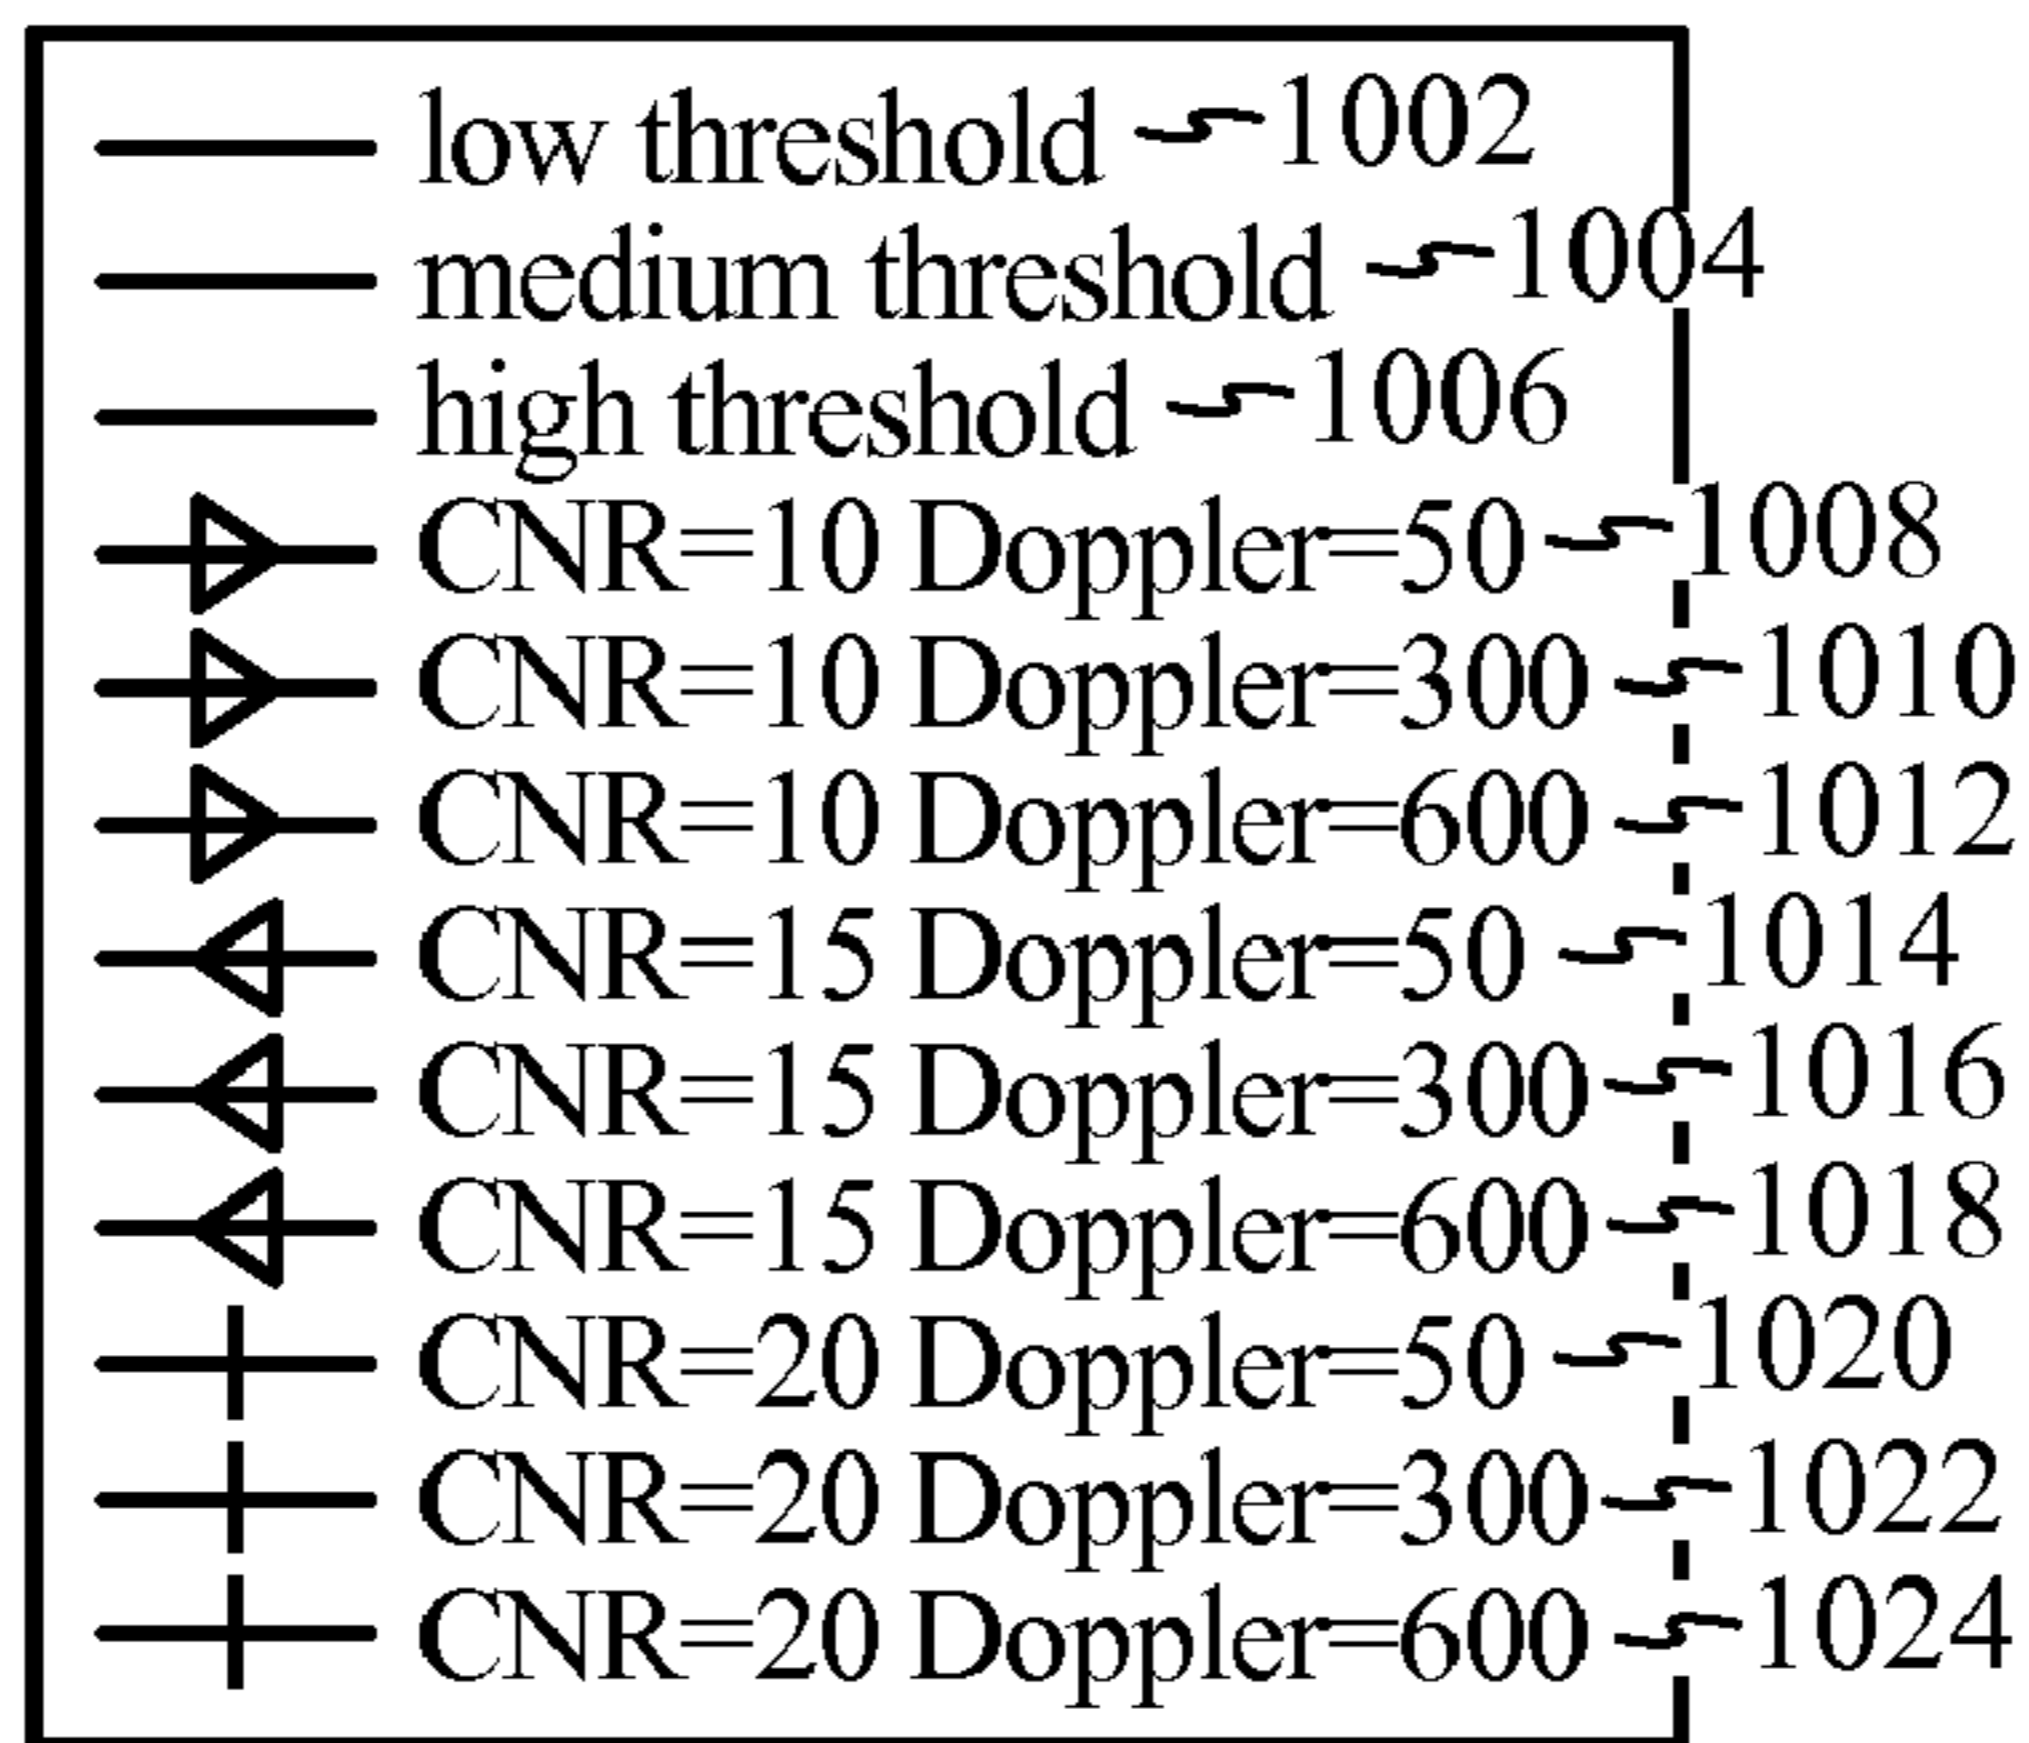 low threshold 1002
medium threshold 1004
high threshold 1006
CNR=10 Doppler=50 1008
CNR=10 Doppler=300 1010
CNR=10 Doppler=600 1012
CNR=15 Doppler=50 1014
CNR=15 Doppler=300 1016
CNR=15 Doppler=600 1018
CNR=20 Doppler=50 1020
CNR=20 Doppler=300 1022
CNR=20 Doppler=600 1024